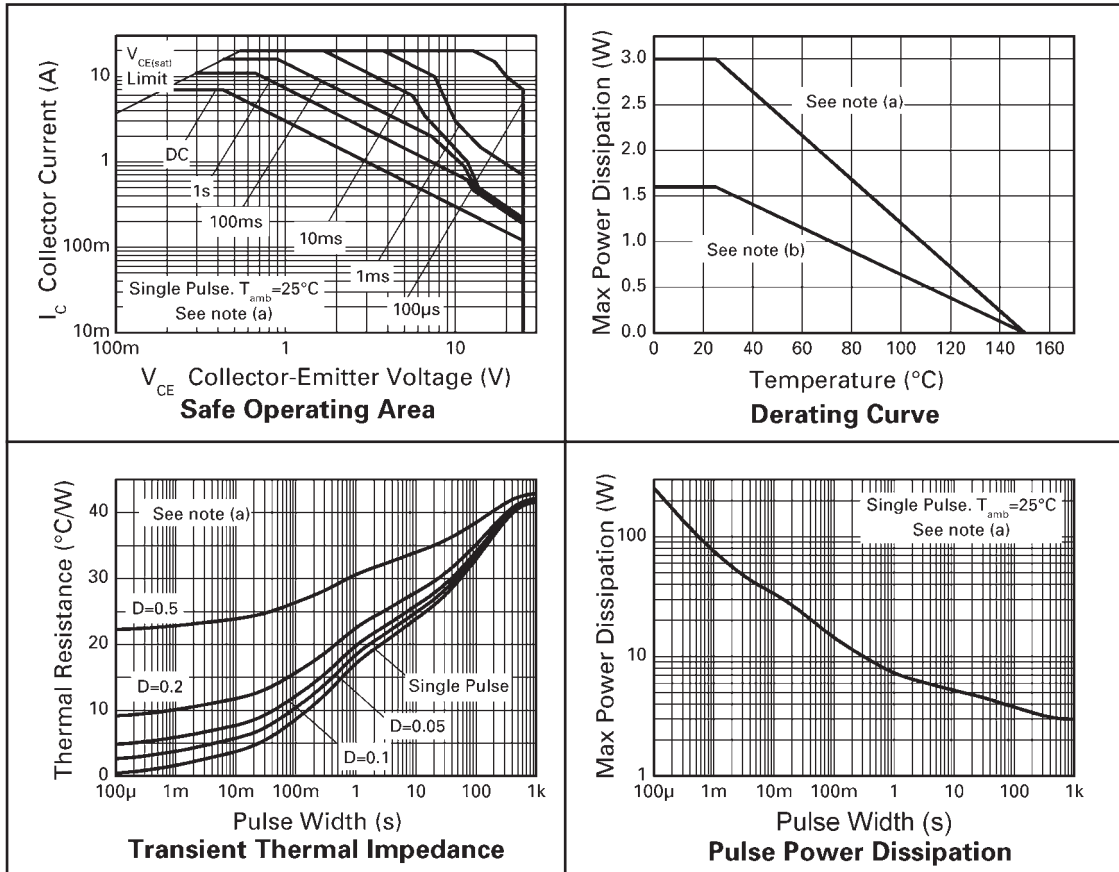 V_CE(sat)
Limit
10
1
100m
10m
I_C Collector Current (A)
DC
1s
100ms
10ms
1ms
100µs
Single Pulse. T_amb=25°C
See note (a)
100m 1 10
V_CE Collector-Emitter Voltage (V)
Safe Operating Area
Max Power Dissipation (W)
3.0
2.5
2.0
1.5
1.0
0.5
0.0
See note (a)
See note (b)
0 20 40 60 80 100 120 140 160
Temperature (°C)
Derating Curve
Thermal Resistance (°C/W)
40
30
20
10
0
See note (a)
D=0.5
D=0.2
Single Pulse
D=0.05
D=0.1
100µ 1m 10m 100m 1 10 100 1k
Pulse Width (s)
Transient Thermal Impedance
Max Power Dissipation (W)
100
10
1
Single Pulse. T_amb=25°C
See note (a)
100µ 1m 10m 100m 1 10 100 1k
Pulse Width (s)
Pulse Power Dissipation